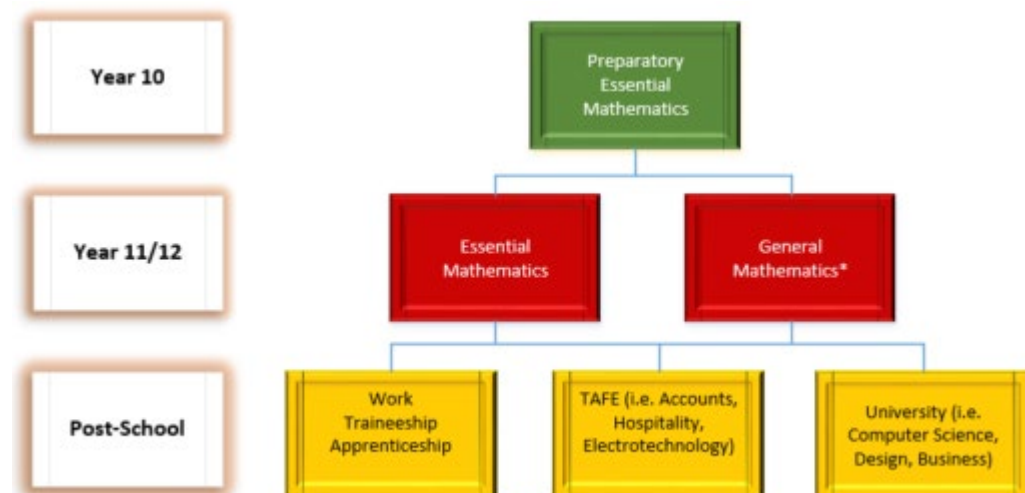 Year 10
Preparatory
Essential
Mathematics
Year 11/12
Essential
Mathematics
General
Mathematics*
Post-School
Work
Traineeship
Apprenticeship
TAFE (i.e. Accounts,
Hospitality,
Electrotechnology)
University (i.e.
Computer Science,
Design, Business)